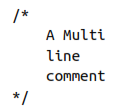 /*
    A Multi
    line
    comment
*/